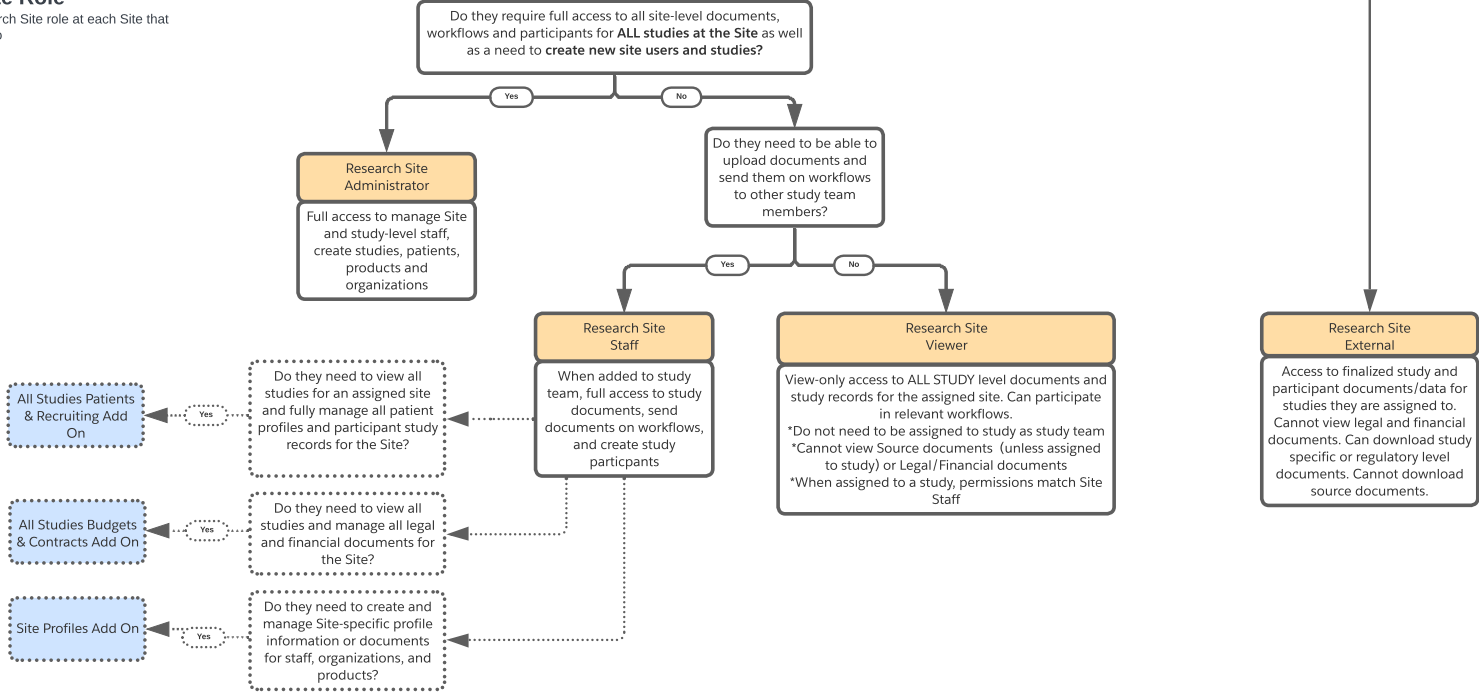 Role
rch Site role at each Site that
Do they require full access to all site-level documents,
workflows and participants for ALL studies at the Site as well
as a need to create new site users and studies?
Yes
No
Research Site
Administrator
Full access to manage Site
and study-level staff,
create studies, patients,
products and
organizations
Do they need to be able to
upload documents and
send them on workflows
to other study team
members?
Yes
No
Research Site
Staff
When added to study
team, full access to study
documents, send
documents on workflows,
and create study
particpants
Research Site
Viewer
View-only access to ALL STUDY level documents and
study records for the assigned site. Can participate
in relevant workflows.
*Do not need to be assigned to study as study team
*Cannot view Source documents (unless assigned
to study) or Legal/Financial documents
*When assigned to a study, permissions match Site
Staff
Research Site
External
Access to finalized study and
participant documents/data for
studies they are assigned to.
Cannot view legal and financial
documents. Can download study
specific or regulatory level
documents. Cannot download
source documents.
Do they need to view all
studies for an assigned site
and fully manage all patient
profiles and participant study
records for the Site?
Yes
All Studies Patients
& Recruiting Add
On
Do they need to view all
studies and manage all legal
and financial documents for
the Site?
Yes
All Studies Budgets
& Contracts Add On
Do they need to create and
manage Site-specific profile
information or documents
for staff, organizations, and
products?
Yes
Site Profiles Add On